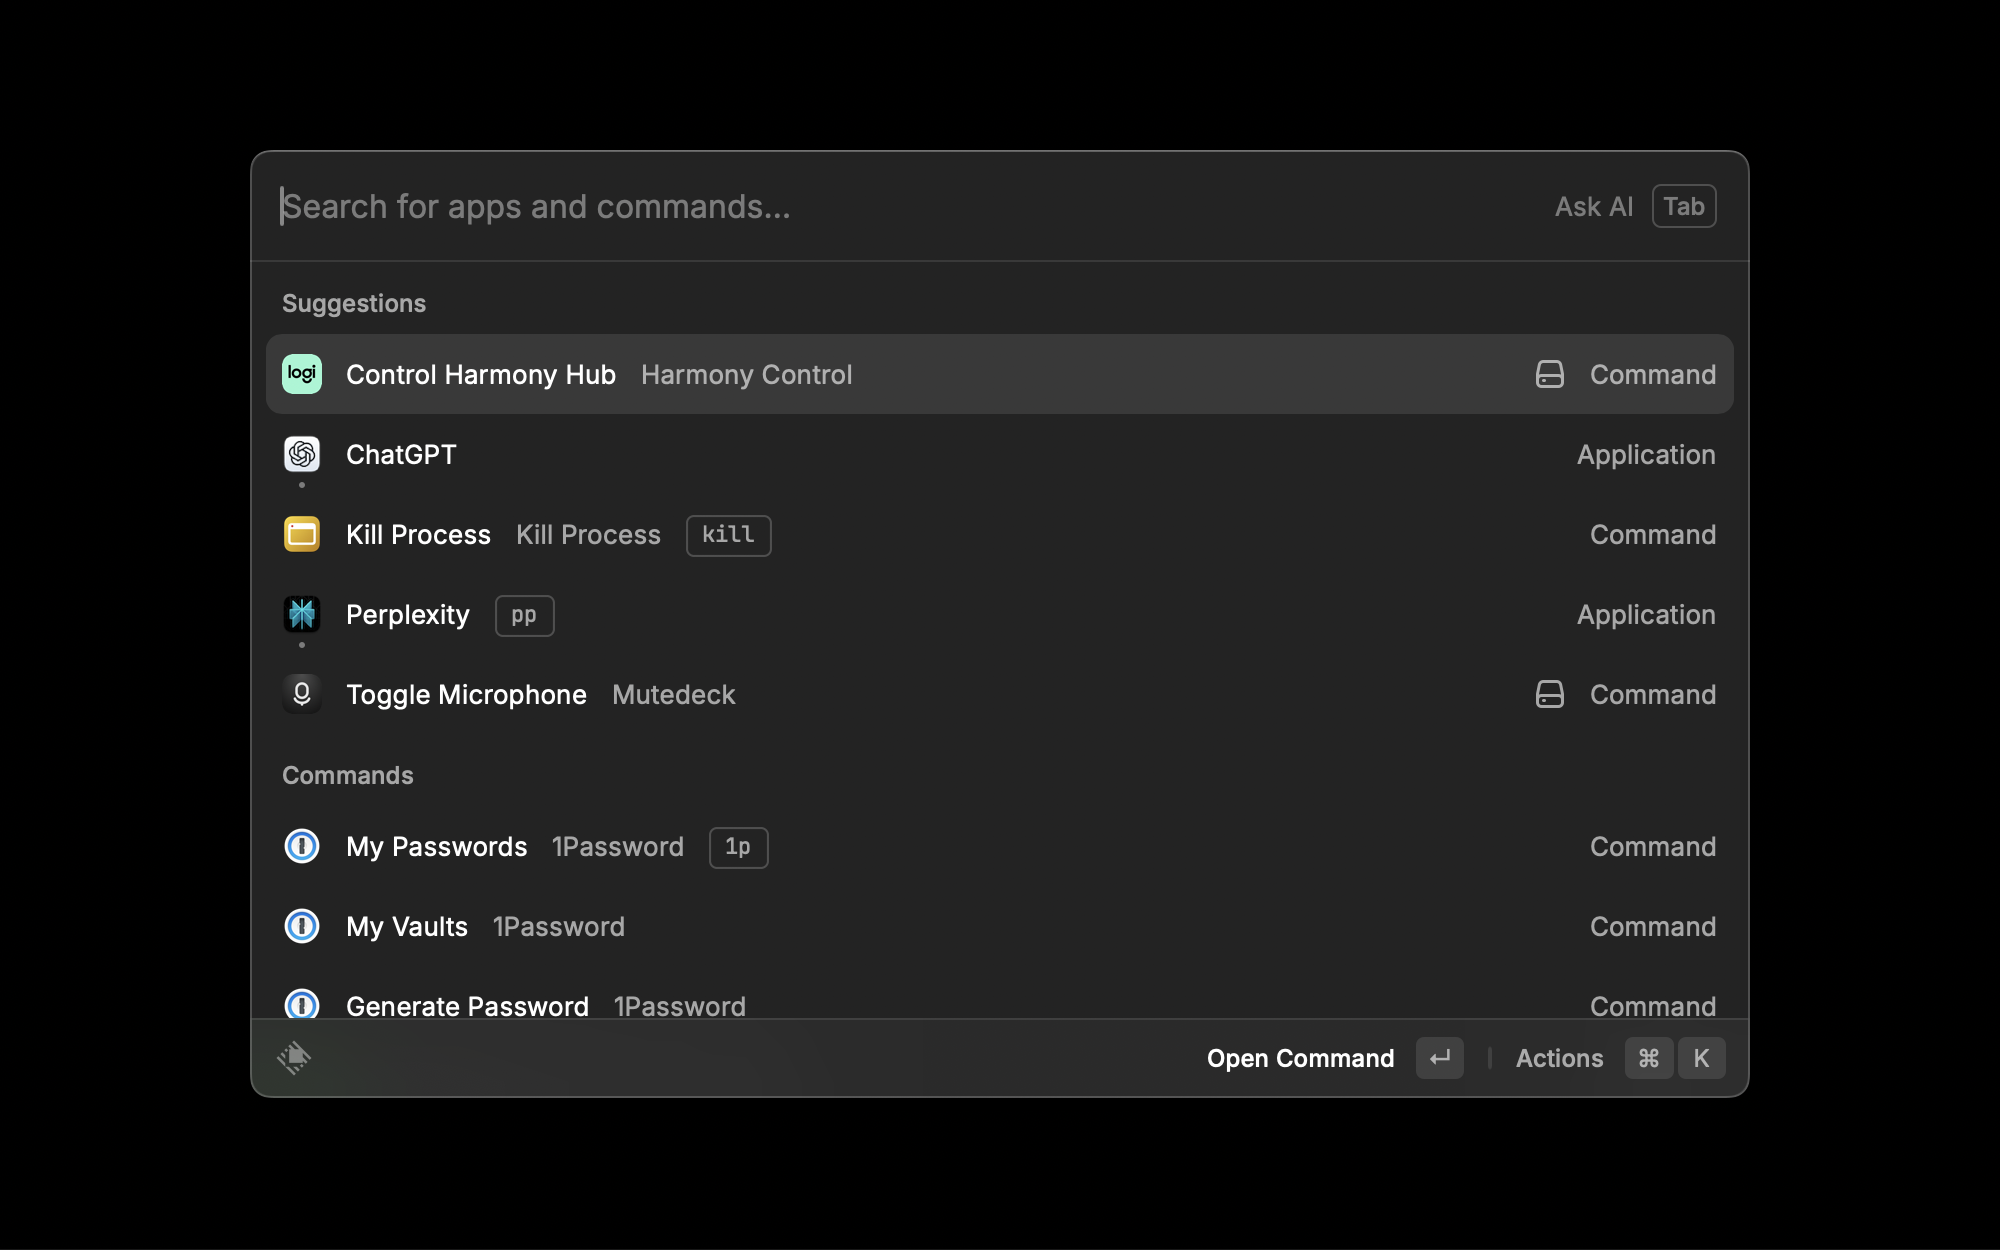 Search for apps and commands... Ask AI Tab
Suggestions
logi Control Harmony Hub Harmony Control Command
ChatGPT Application
Kill Process Kill Process kill Command
Perplexity pp Application
Toggle Microphone Mutedeck Command
Commands
My Passwords 1Password 1p Command
My Vaults 1Password Command
Generate Password 1Password Command
Open Command ↵ Actions ⌘ K